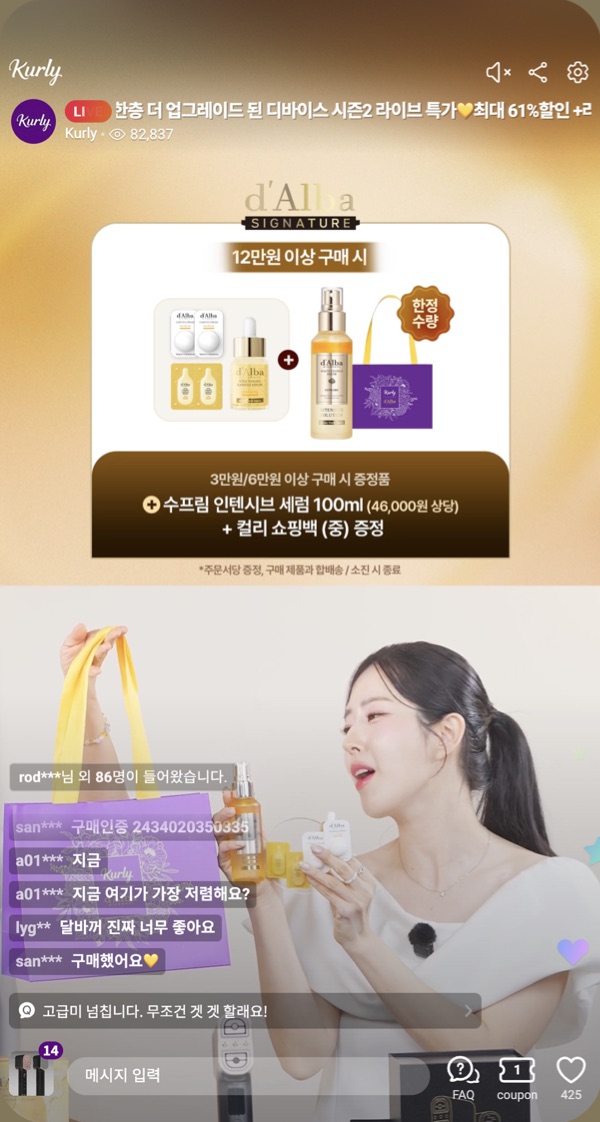 Kurly
Kurly
LIVE 한층 더 업그레이드 된 디바이스 시즌2 라이브 특가💛최대 61%할인 +
Kurly • 82,837
d'Alba
SIGNATURE
12만원 이상 구매 시
한정
수량
d'Alba
d'Alba
d'Alba
d'Alba
Kurly
3만원/6만원 이상 구매 시 증정품
+ 수프림 인텐시브 세럼 100ml (46,000원 상당)
+ 컬리 쇼핑백 (중) 증정
*주문서당 증정, 구매 제품과 합배송 / 소진 시 종료
rod***님 외 86명이 들어왔습니다.
san*** 구매인증 2434020350335
a01*** 지금
Kurly
a01*** 지금 여기가 가장 저렴해요?
lyg** 달바꺼 진짜 너무 좋아요
san*** 구매했어요💛
고급미 넘칩니다. 무조건 겟 겟 할래요!
14
메시지 입력
1
FAQ
coupon
425